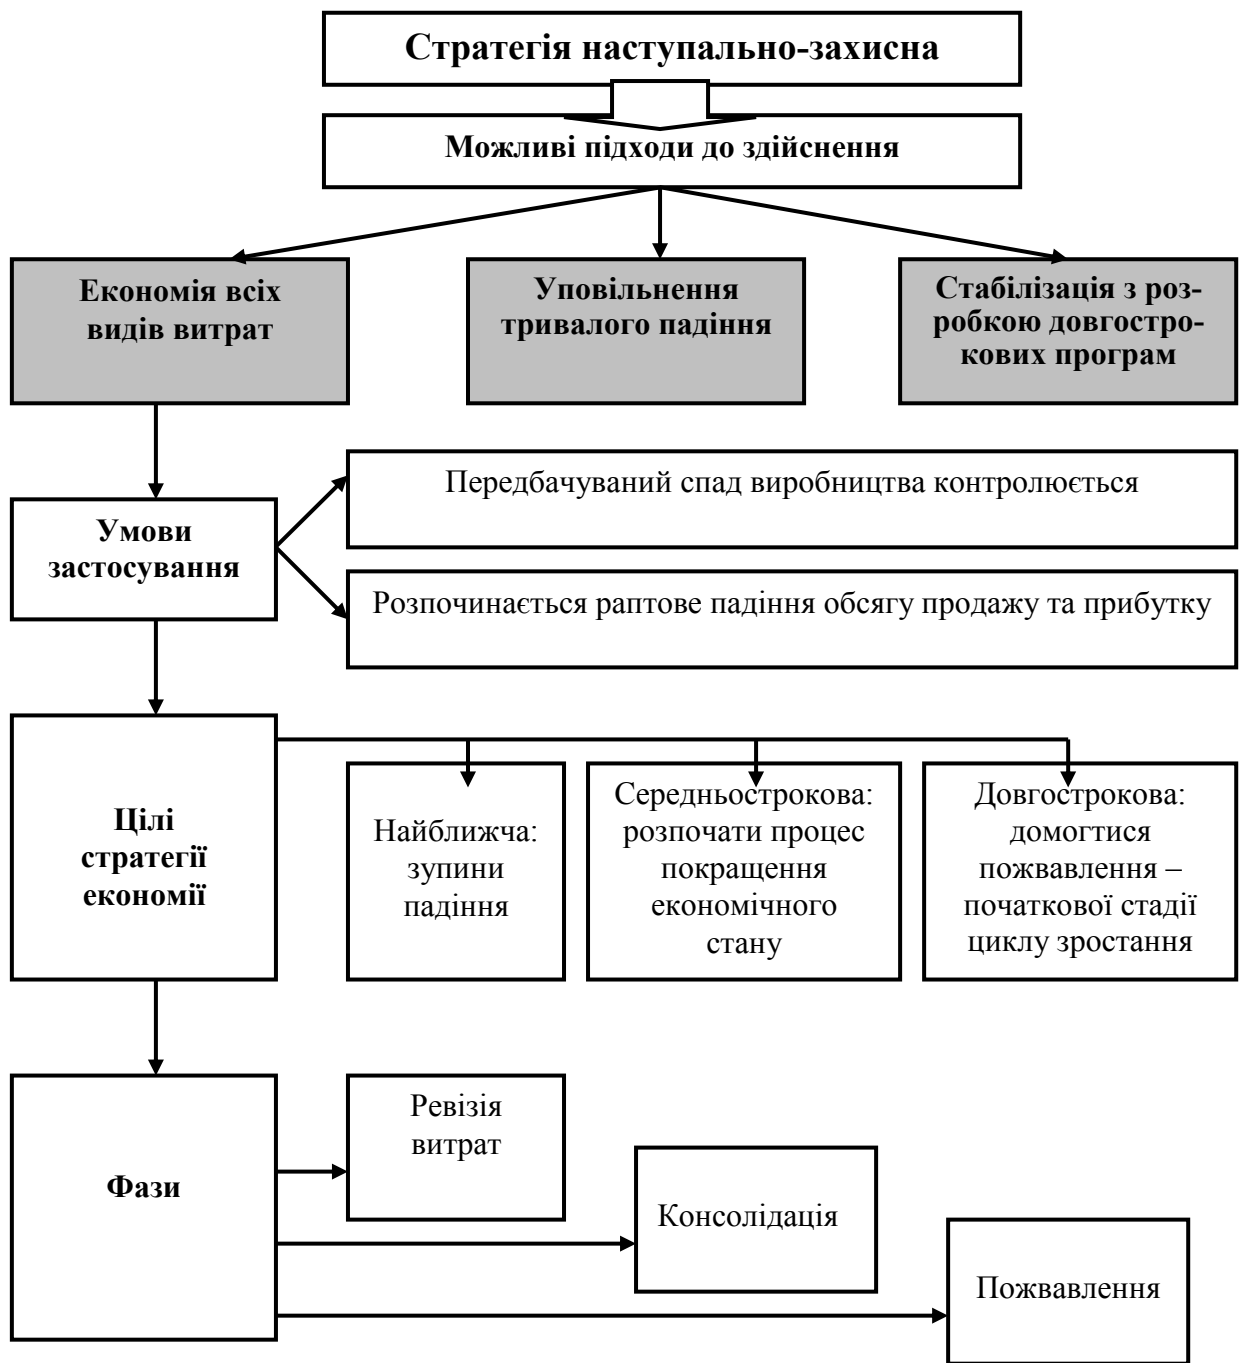 Стратегія наступально-захисна
Можливі підходи до здійснення
Економія всіх
видів витрат
Уповільнення
тривалого падіння
Стабілізація з роз-
робкою довгостро-
кових програм
Передбачуваний спад виробництва контролюється
Умови
застосування
Розпочинається раптове падіння обсягу продажу та прибутку
Цілі
стратегії
економії
Найближча:
зупини
падіння
Середньострокова:
розпочати процес
покращення
економічного
стану
Довгострокова:
домогтися
пожвавлення –
початкової стадії
циклу зростання
Фази
Ревізія
витрат
Консолідація
Пожвавлення